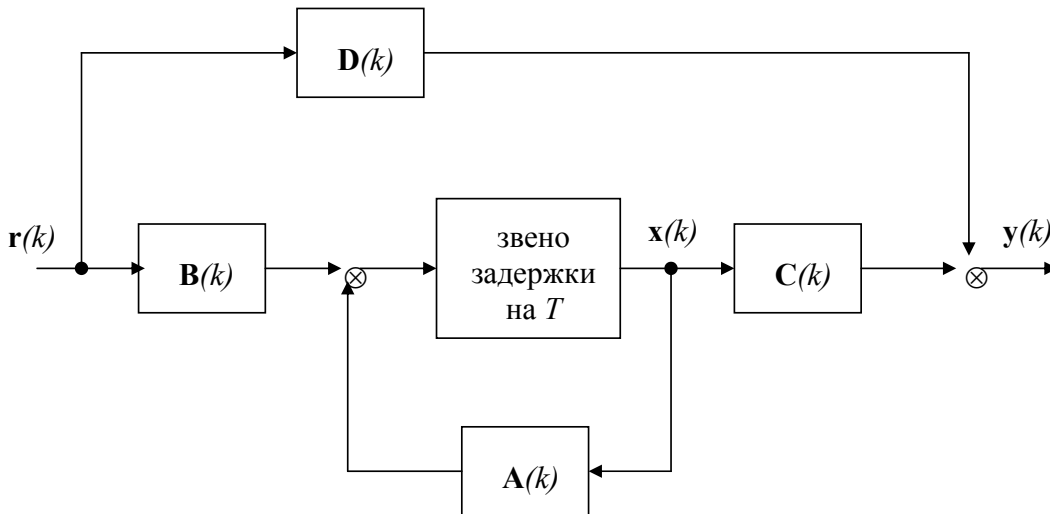 D(k)
r(k)
B(k)
звено
задержки
на T
x(k)
C(k)
y(k)
A(k)